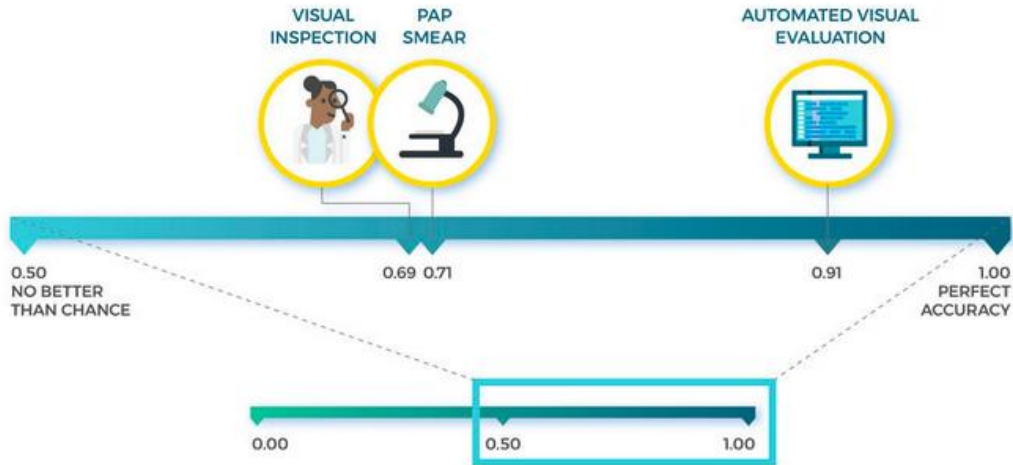 VISUAL
INSPECTION
PAP
SMEAR
AUTOMATED VISUAL
EVALUATION
0.50
NO BETTER
THAN CHANCE
0.69
0.71
0.91
1.00
PERFECT
ACCURACY
0.00
0.50
1.00